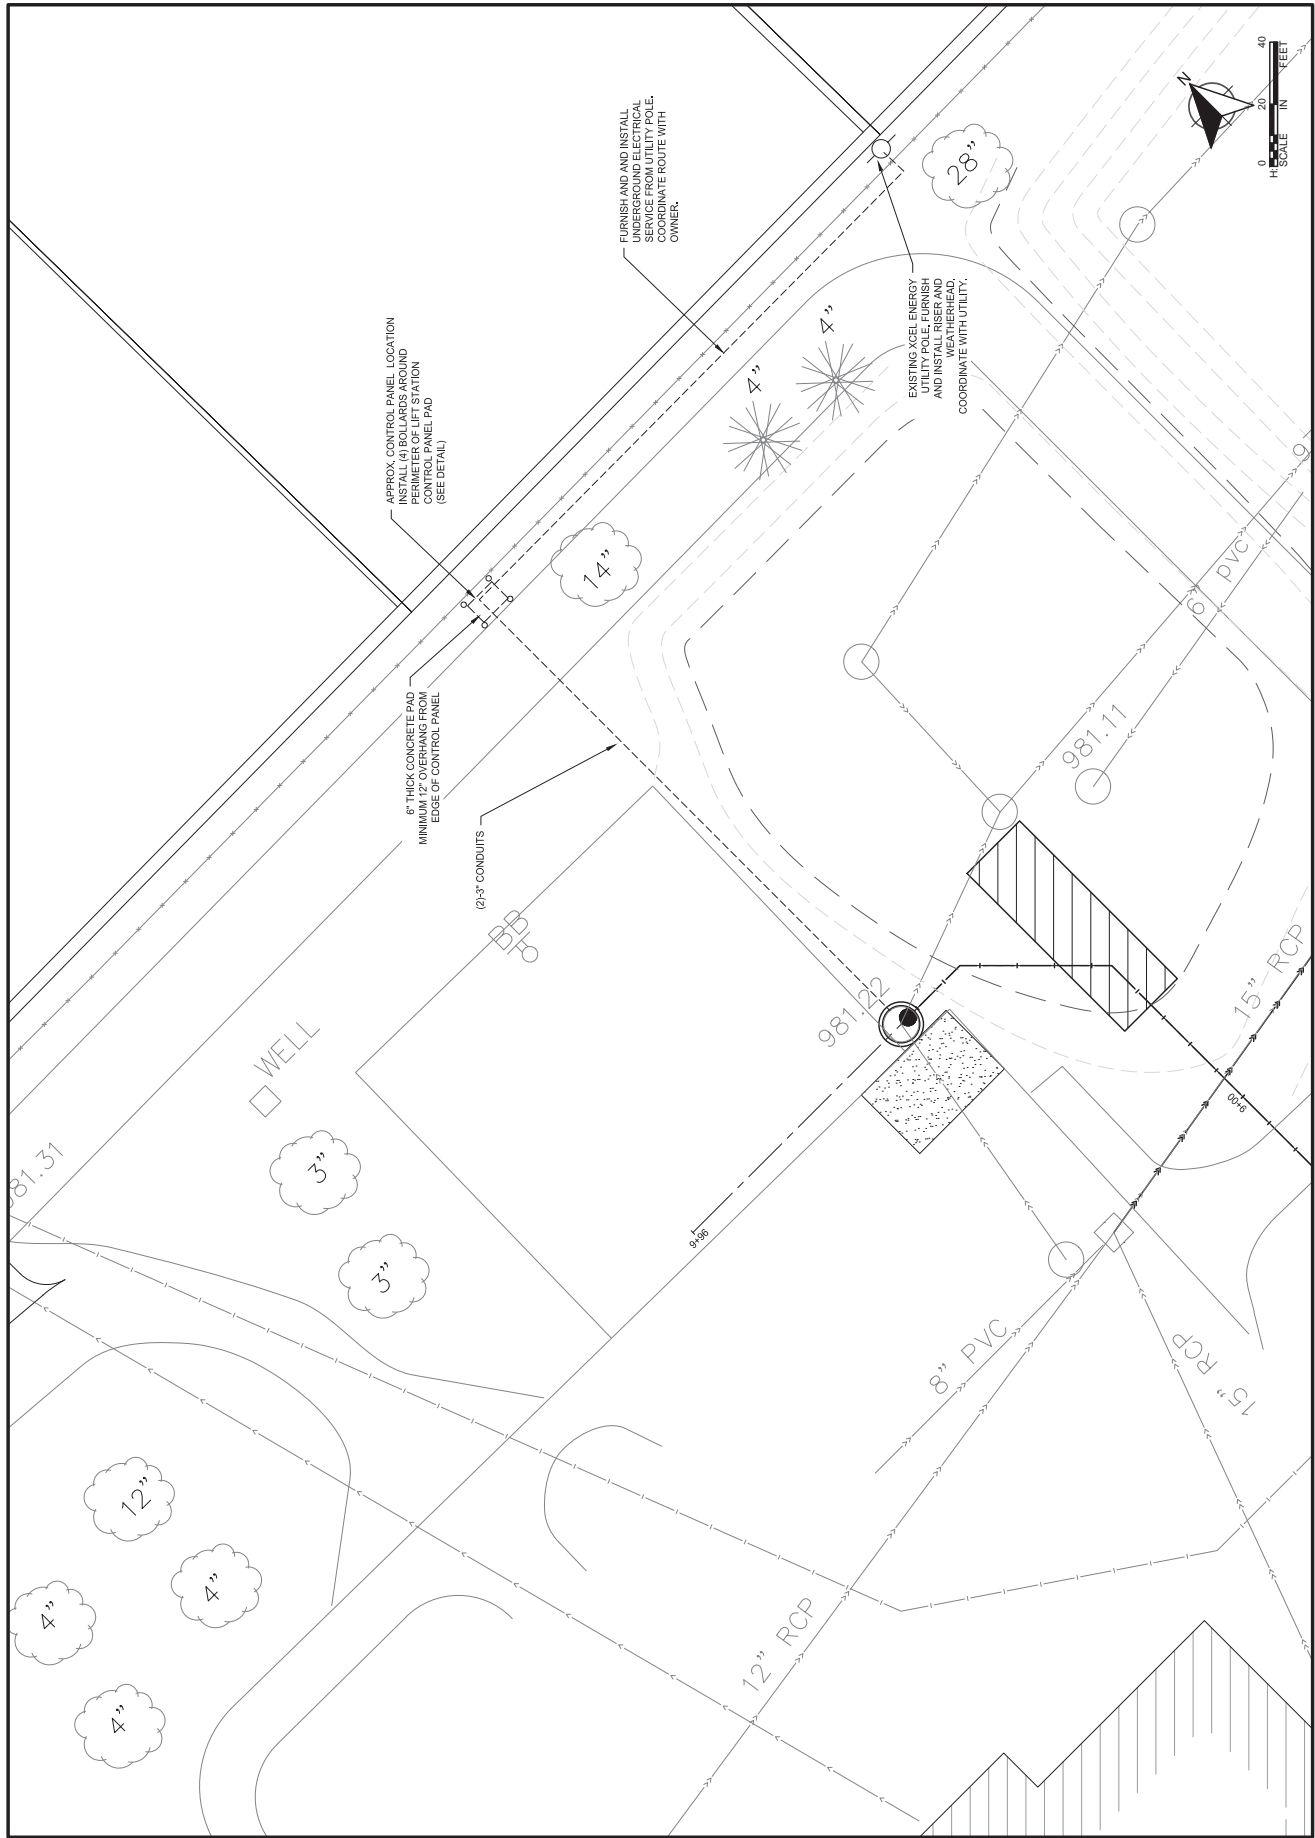 FURNISH AND AND INSTALL
UNDERGROUND ELECTRICAL
SERVICE FROM UTILITY POLE.
COORDINATE ROUTE WITH
OWNER.
N
0 20 40
H:
SCALE IN FEET
28"
APPROX. CONTROL PANEL LOCATION
INSTALL (4) BOLLARDS AROUND
PERIMETER OF LIFT STATION
CONTROL PANEL PAD
(SEE DETAIL)
EXISTING XCEL ENERGY
UTILITY POLE, FURNISH
AND INSTALL RISER AND
WEATHERHEAD.
COORDINATE WITH UTILITY.
4"
4"
14"
6" THICK CONCRETE PAD
MINIMUM 12" OVERHANG FROM
EDGE OF CONTROL PANEL
(2)-3" CONDUITS
6 PVC
981.11
BB
981.22
15" RCP
WELL
9+00
981.31
3"
3"
9+96
8" PVC
15" RCP
12"
4"
4"
4"
12" RCP